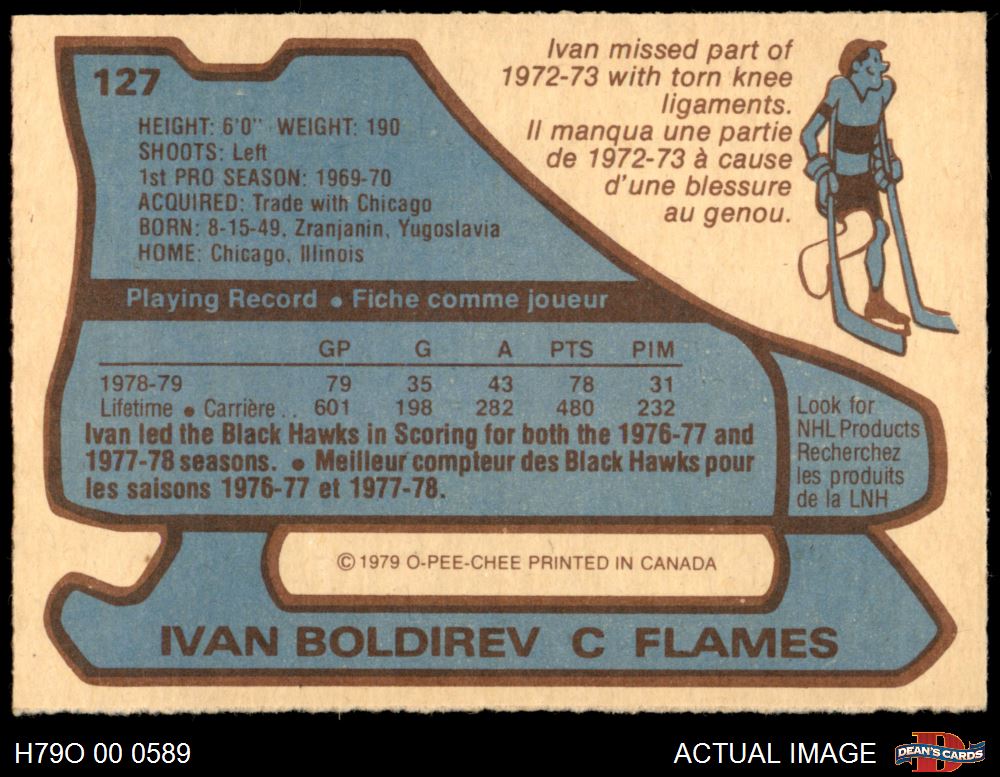 127
HEIGHT: 6'0" WEIGHT: 190
SHOOTS: Left
1st PRO SEASON: 1969-70
ACQUIRED: Trade with Chicago
BORN: 8-15-49, Zranjanin, Yugoslavia
HOME: Chicago, Illinois
Ivan missed part of
1972-73 with torn knee
ligaments.
Il manqua une partie
de 1972-73 à cause
d'une blessure
au genou.
Playing Record • Fiche comme joueur
GP G A PTS PIM
1978-79 79 35 43 78 31
Lifetime • Carrière .. 601 198 282 480 232
Ivan led the Black Hawks in Scoring for both the 1976-77 and
1977-78 seasons. • Meilleur compteur des Black Hawks pour
les saisons 1976-77 et 1977-78.
Look for
NHL Products
Recherchez
les produits
de la LNH
© 1979 O-PEE-CHEE PRINTED IN CANADA
IVAN BOLDIREV C FLAMES
H79O 00 0589
ACTUAL IMAGE
DEAN'S CARDS